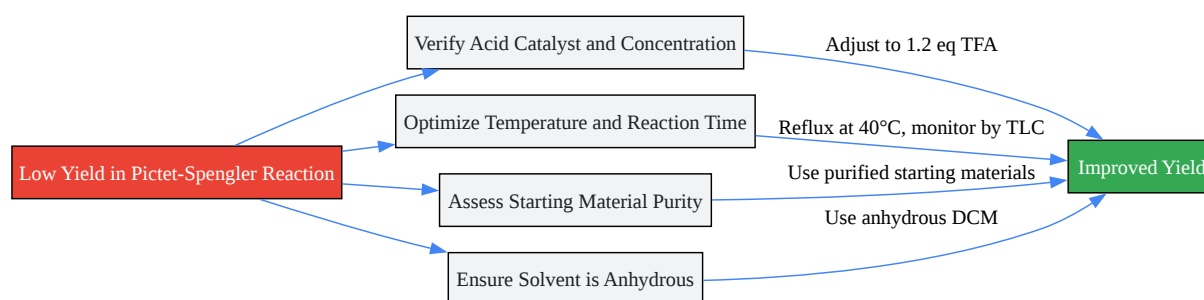 Low Yield in Pictet-Spengler Reaction
Verify Acid Catalyst and Concentration
Adjust to 1.2 eq TFA
Optimize Temperature and Reaction Time
Reflux at 40°C, monitor by TLC
Assess Starting Material Purity
Use purified starting materials
Ensure Solvent is Anhydrous
Use anhydrous DCM
Improved Yield